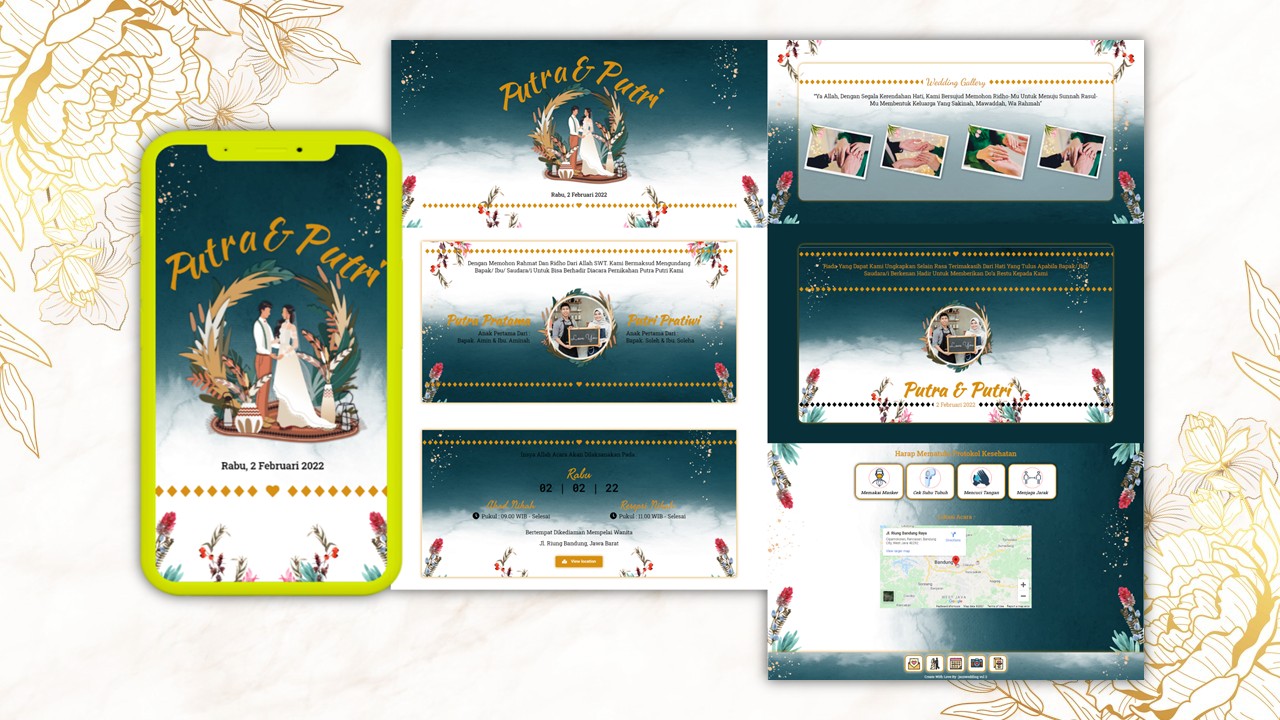 Putra & Putri
Rabu, 2 Februari 2022
Putra & Putri
Rabu, 2 Februari 2022
Dengan Memohon Rahmat Dan Ridho Dari Allah SWT. Kami Bermaksud Mengundang
Bapak/ Ibu/ Saudara/i Untuk Bisa Berhadir Diacara Pernikahan Putra Putri Kami
Putra Pratama
Anak Pertama Dari :
Bapak. Amin & Ibu. Aminah
Love You
Putri Pratiwi
Anak Pertama Dari :
Bapak. Soleh & Ibu. Soleha
Insya Allah Acara Akan Dilaksanakan Pada
Rabu
02 | 02 | 22
Akad Nikah
Pukul : 09.00 WIB - Selesai
Resepsi Nikah
Pukul : 11.00 WIB - Selesai
Bertempat Dikediaman Mempelai Wanita
Jl. Riung Bandung, Jawa Barat
View location
Wedding Gallery
"Ya Allah, Dengan Segala Kerendahan Hati, Kami Bersujud Memohon Ridho-Mu Untuk Menuju Sunnah Rasul-
Mu Membentuk Keluarga Yang Sakinah, Mawaddah, Wa Rahmah"
Tiada Yang Dapat Kami Ungkapkan Selain Rasa Terimakasih Dari Hati Yang Tulus Apabila Bapak/ Ibu/
Saudara/i Berkenan Hadir Untuk Memberikan Do'a Restu Kepada Kami
Putra & Putri
2 Februari 2022
Harap Mematuhi Protokol Kesehatan
Memakai Masker
Cek Suhu Tubuh
Mencuci Tangan
Menjaga Jarak
Lokasi Acara :
Jl. Riung Bandung Raya
Directions
View larger map
Bandung
WEST JAVA
Google